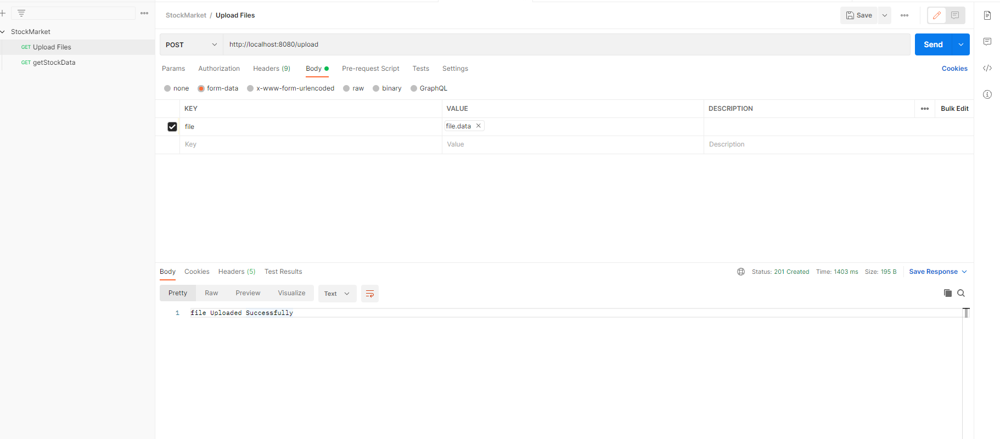 StockMarket / Upload Files
Save
StockMarket
GET Upload Files
GET getStockData
POST
http://localhost:8080/upload
Send
Params Authorization Headers (9) Body Pre-request Script Tests Settings Cookies
none form-data x-www-form-urlencoded raw binary GraphQL
KEY VALUE DESCRIPTION Bulk Edit
file file.data
Key Value Description
Body Cookies Headers (5) Test Results Status: 201 Created Time: 1403 ms Size: 195 B Save Response
Pretty Raw Preview Visualize Text
1 file Uploaded Successfully